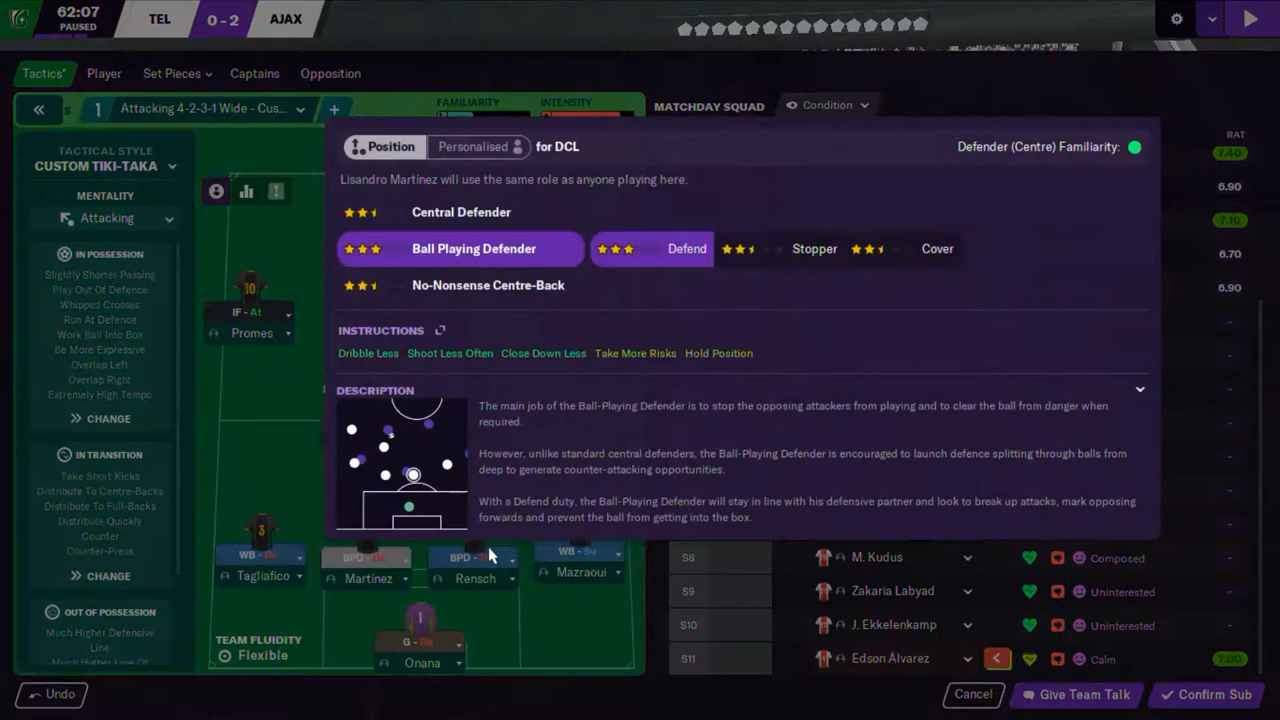 62:07
PAUSED
TEL
0 - 2
AJAX
Tactics*
Player
Set Pieces
Captains
Opposition
s
1
Attacking 4-2-3-1 Wide - Cus...
+
FAMILIARITY
INTENSITY
MATCHDAY SQUAD
Condition
TACTICAL STYLE
CUSTOM TIKI-TAKA
MENTALITY
Attacking
IN POSSESSION
Slightly Shorter Passing
Play Out Of Defence
Whipped Crosses
Run At Defence
Work Ball Into Box
Be More Expressive
Overlap Left
Overlap Right
Extremely High Tempo
CHANGE
IN TRANSITION
Take Short Kicks
Distribute To Centre-Backs
Distribute To Full-Backs
Distribute Quickly
Counter
Counter-Press
CHANGE
OUT OF POSSESSION
Much Higher Defensive
Line
Much Higher Line Of
10
IF - At
Promes
Position
Personalised
for DCL
Defender (Centre) Familiarity:
Lisandro Martínez will use the same role as anyone playing here.
Central Defender
Ball Playing Defender
Defend
Stopper
Cover
No-Nonsense Centre-Back
INSTRUCTIONS
Dribble Less
Shoot Less Often
Close Down Less
Take More Risks
Hold Position
DESCRIPTION
The main job of the Ball-Playing Defender is to stop the opposing attackers from playing and to clear the ball from danger when
required.
However, unlike standard central defenders, the Ball-Playing Defender is encouraged to launch defence splitting through balls from
deep to generate counter-attacking opportunities.
With a Defend duty, the Ball-Playing Defender will stay in line with his defensive partner and look to break up attacks, mark opposing
forwards and prevent the ball from getting into the box.
RAT
7.40
6.90
7.10
6.70
6.90
3
WB - De
Tagliafico
BPD - De
Martínez
BPD -
Rensch
WB - Su
Mazraoui
1
G - De
Onana
TEAM FLUIDITY
Flexible
S8
M. Kudus
Composed
-
S9
Zakaria Labyad
Uninterested
-
S10
J. Ekkelenkamp
Uninterested
-
S11
Edson Álvarez
Calm
7.00
Undo
Cancel
Give Team Talk
Confirm Sub